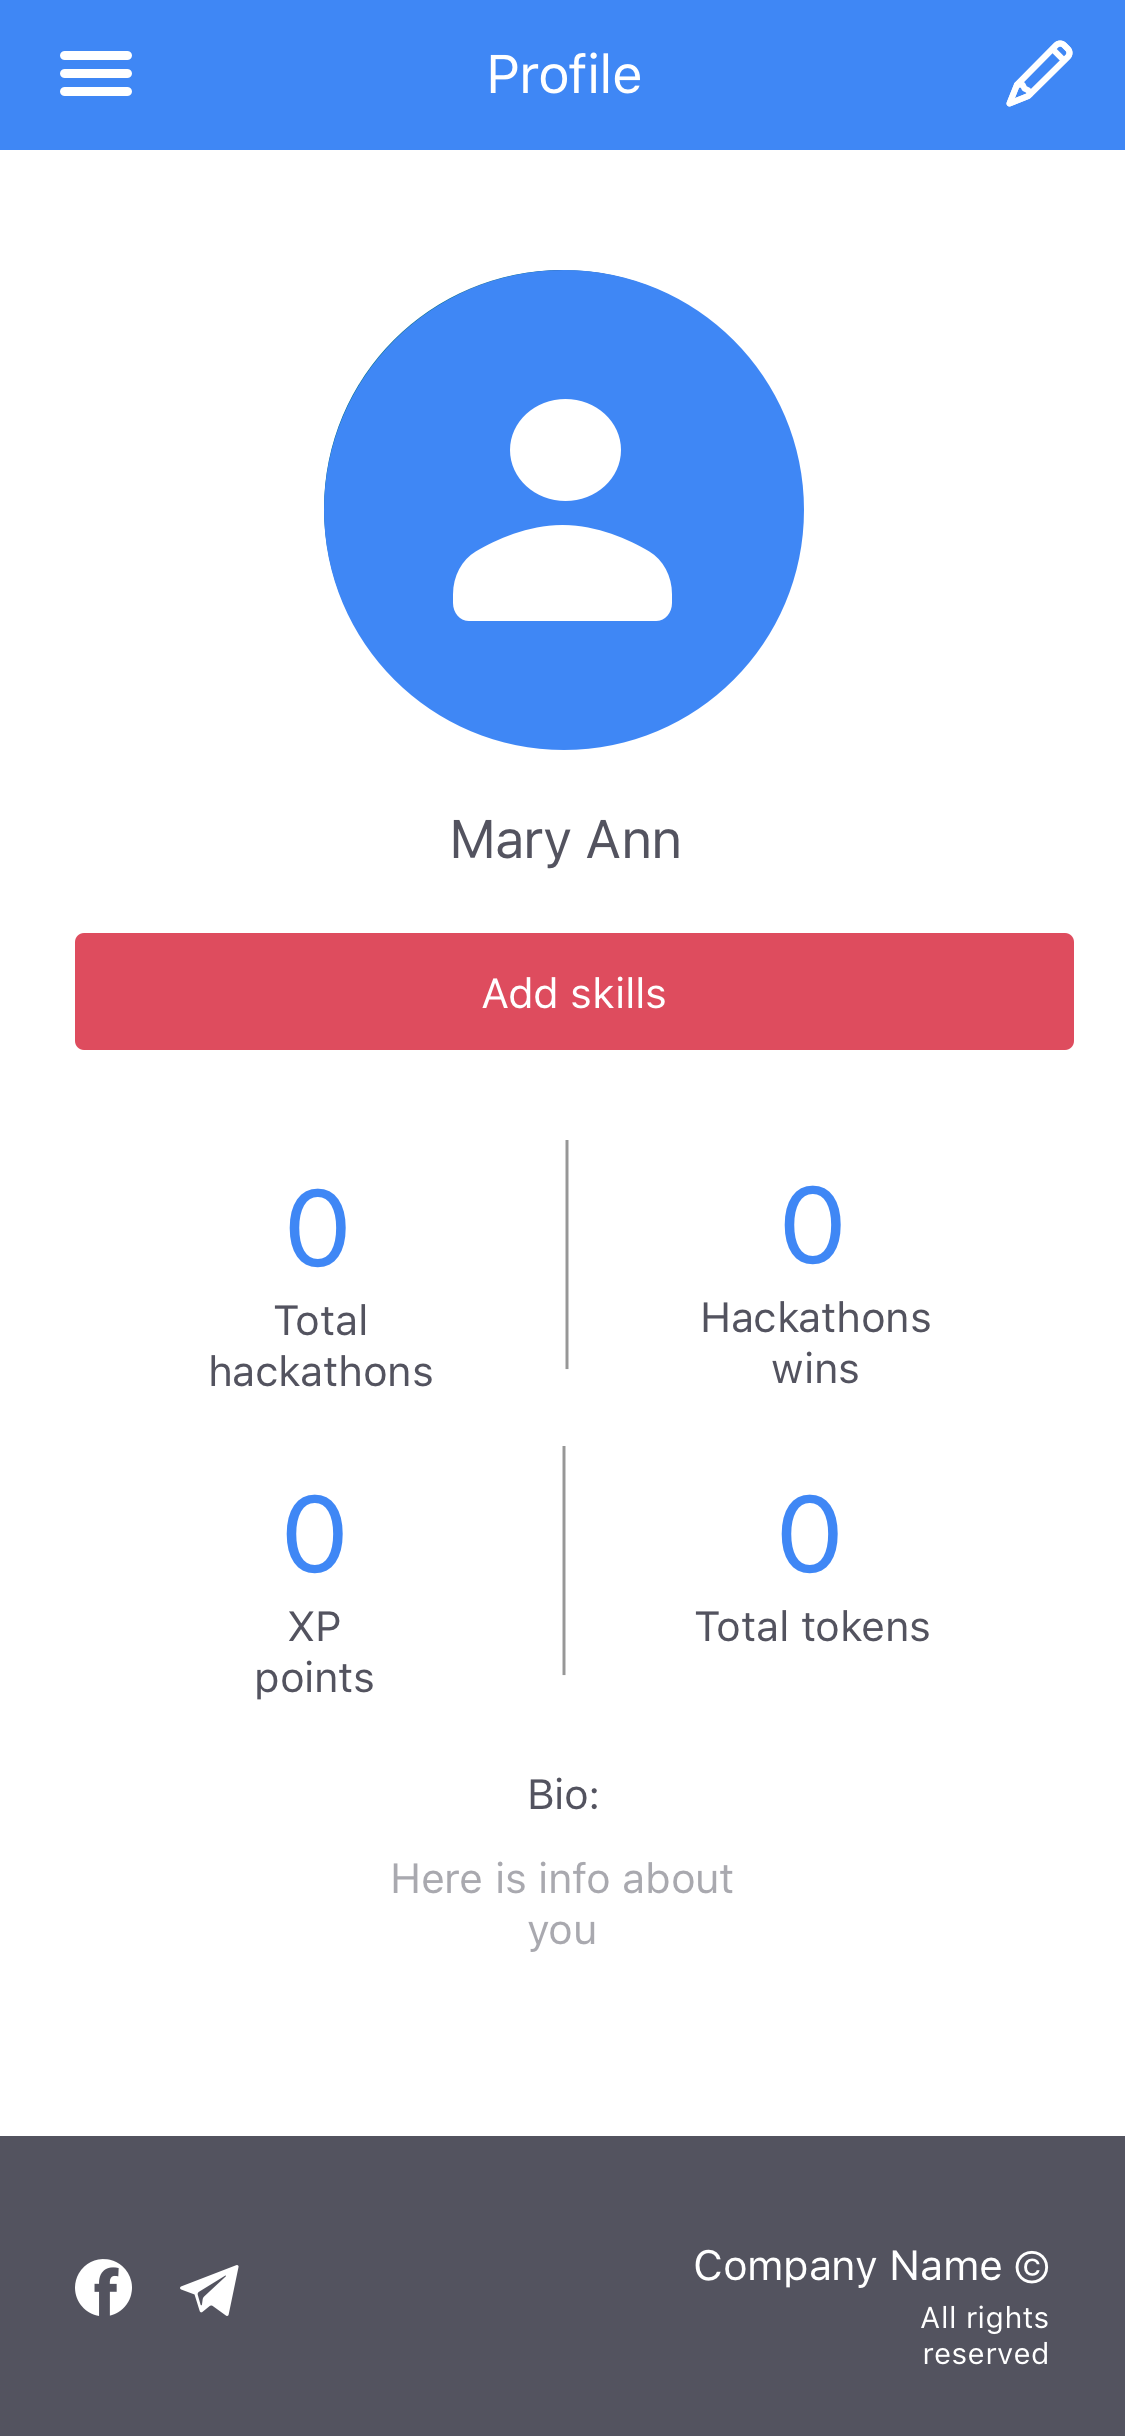 Profile
Mary Ann
Add skills
0
Total
hackathons
0
Hackathons
wins
0
XP
points
0
Total tokens
Bio:
Here is info about
you
Company Name ©
All rights
reserved